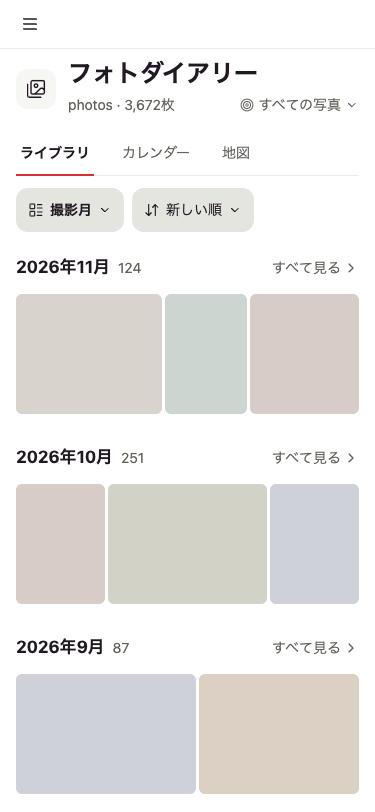 フォトダイアリー
photos · 3,672枚 すべての写真
ライブラリ カレンダー 地図
撮影月 新しい順
2026年11月 124 すべて見る
2026年10月 251 すべて見る
2026年9月 87 すべて見る